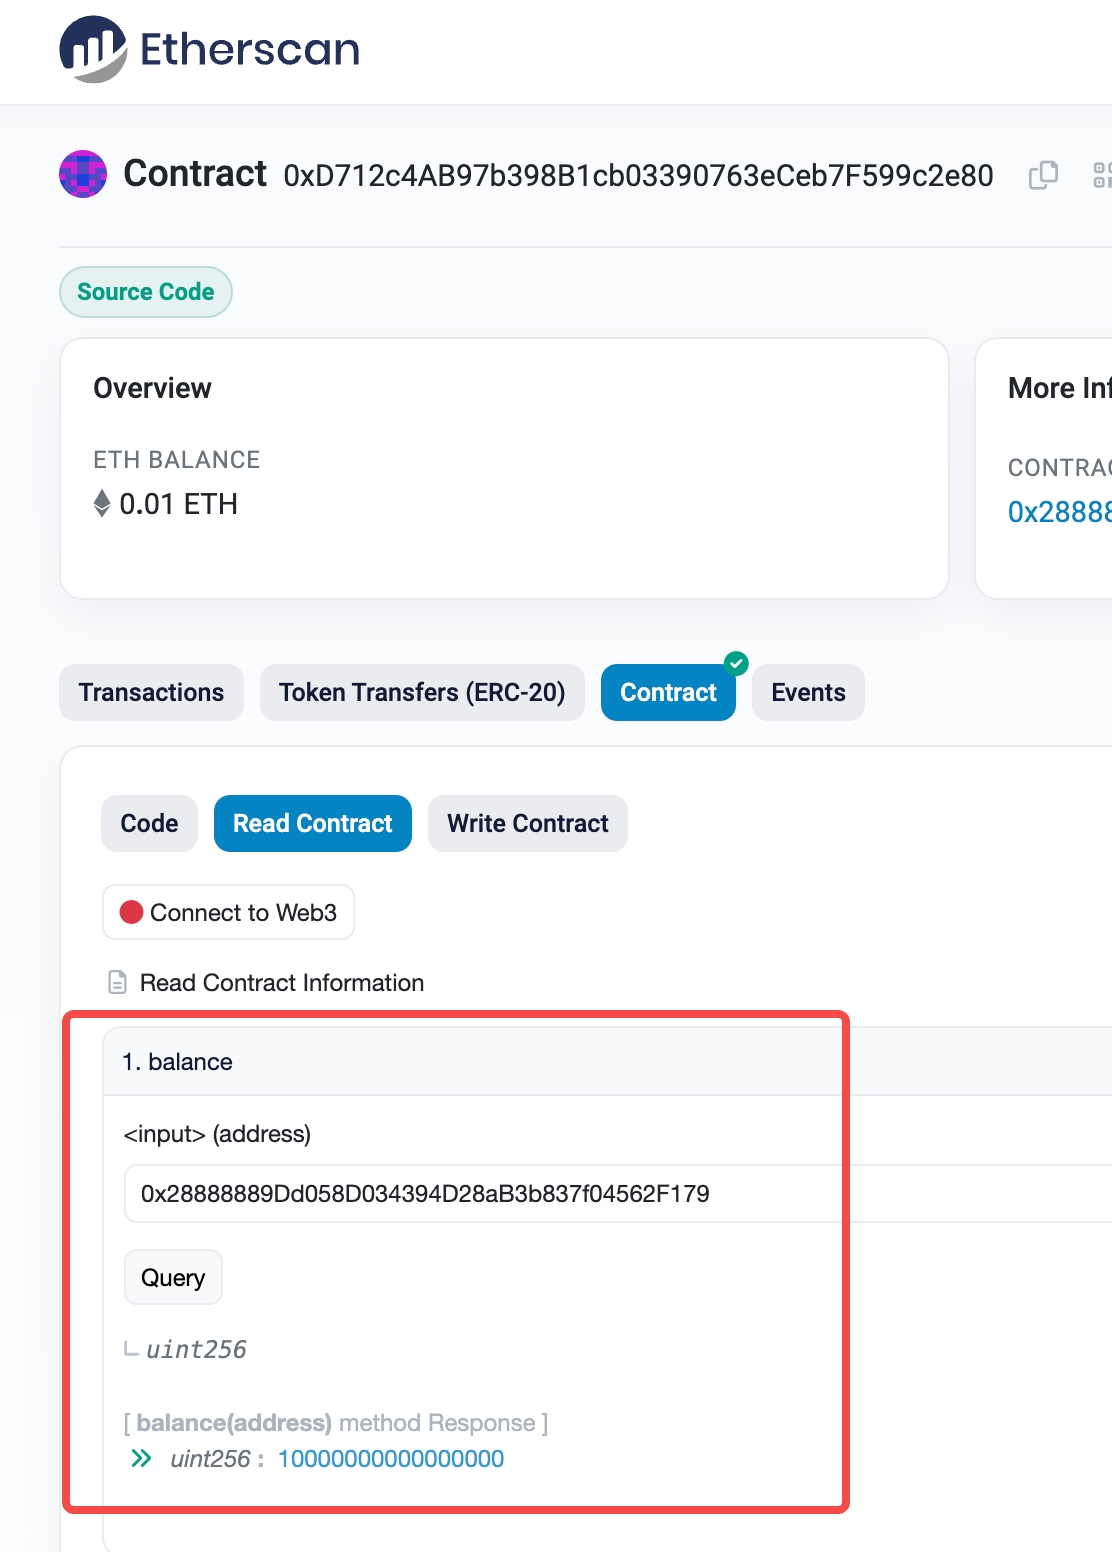 Etherscan
Contract 0xD712c4AB97b398B1cb03390763eCeb7F599c2e80
Source Code
Overview
ETH BALANCE
0.01 ETH
More Inf
CONTRAC
0x28888
Transactions
Token Transfers (ERC-20)
Contract
Events
Code
Read Contract
Write Contract
Connect to Web3
Read Contract Information
1. balance
<input> (address)
0x28888889Dd058D034394D28aB3b837f04562F179
Query
uint256
[ balance(address) method Response ]
uint256 : 10000000000000000